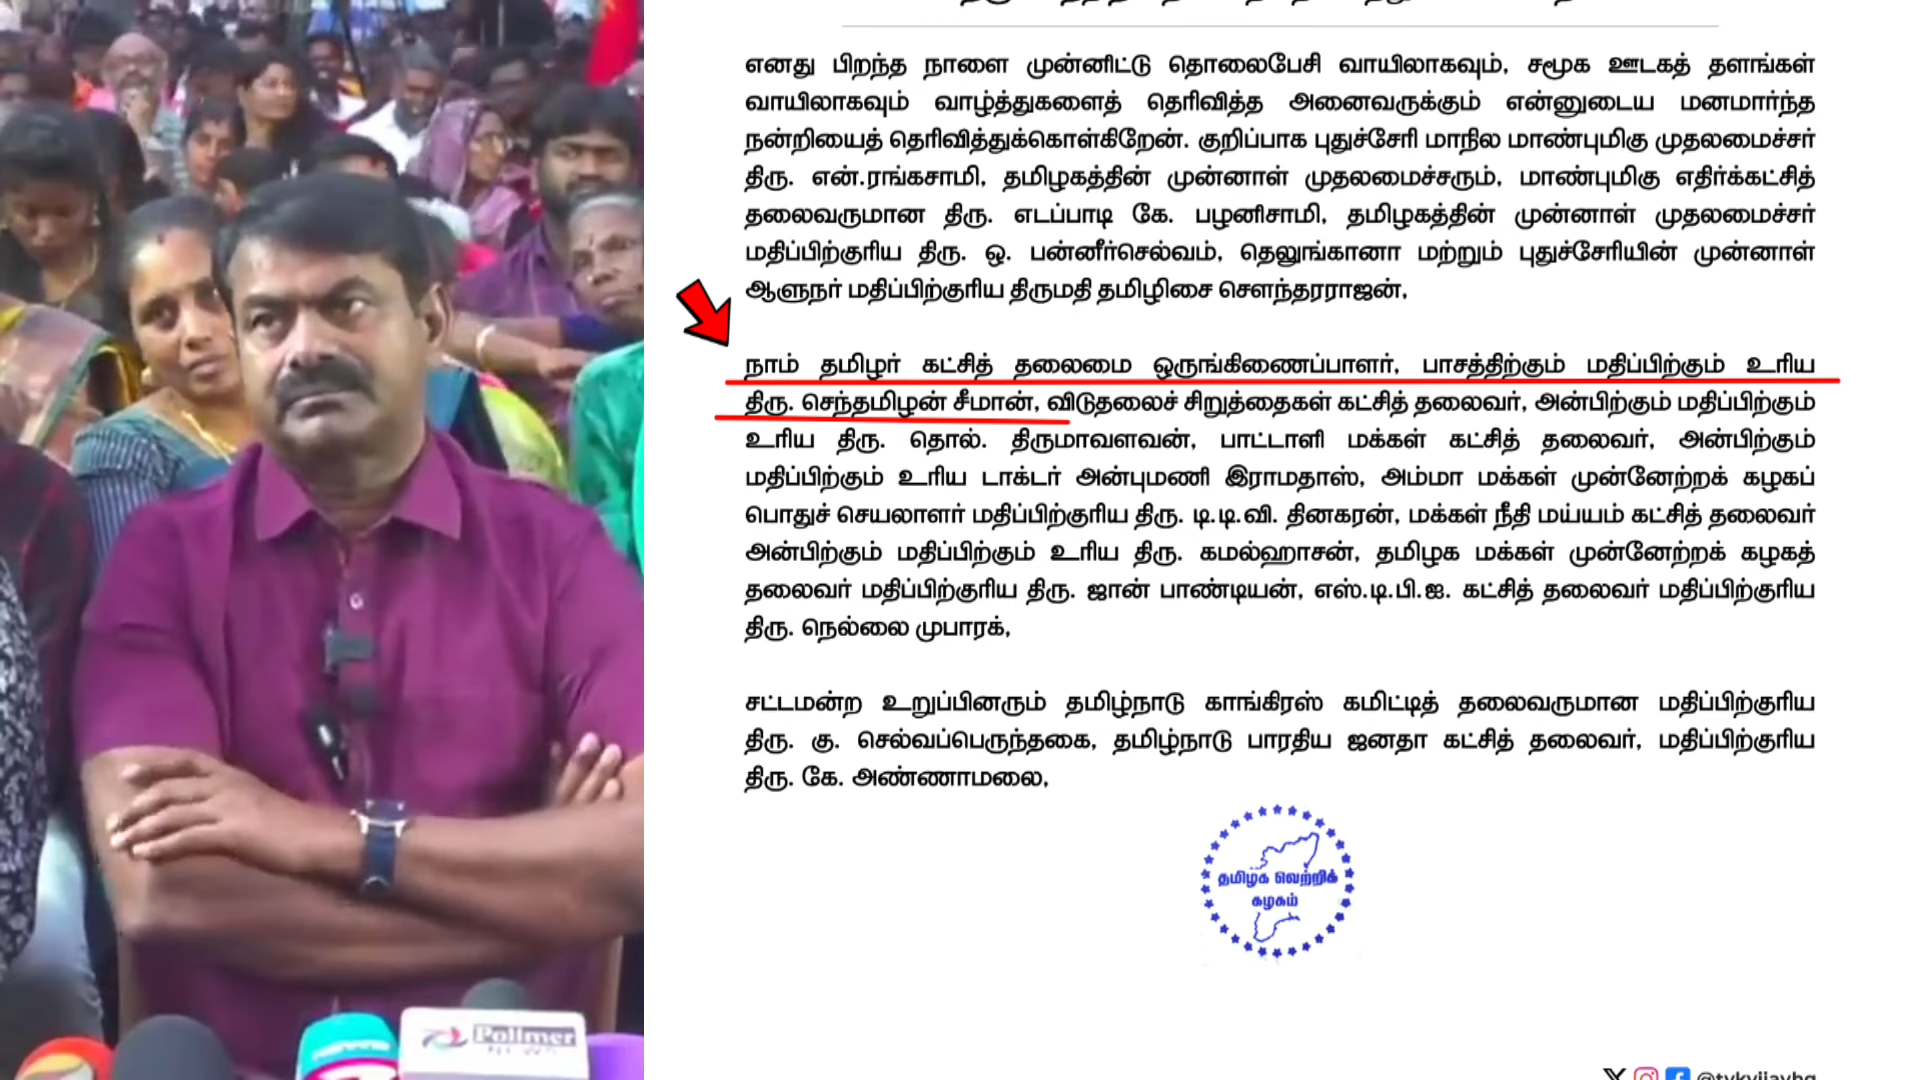 எனது பிறந்த நாளை முன்னிட்டு தொலைபேசி வாயிலாகவும், சமூக ஊடகத் தளங்கள்
வாயிலாகவும் வாழ்த்துகளைத் தெரிவித்த அனைவருக்கும் என்னுடைய மனமார்ந்த
நன்றியைத் தெரிவித்துக்கொள்கிறேன். குறிப்பாக புதுச்சேரி மாநில மாண்புமிகு முதலமைச்சர்
திரு. என்.ரங்கசாமி, தமிழகத்தின் முன்னாள் முதலமைச்சரும், மாண்புமிகு எதிர்க்கட்சித்
தலைவருமான திரு. எடப்பாடி கே. பழனிசாமி, தமிழகத்தின் முன்னாள் முதலமைச்சர்
மதிப்பிற்குரிய திரு. ஒ. பன்னீர்செல்வம், தெலுங்கானா மற்றும் புதுச்சேரியின் முன்னாள்
ஆளுநர் மதிப்பிற்குரிய திருமதி தமிழிசை சௌந்தரராஜன்,
நாம் தமிழர் கட்சித் தலைமை ஒருங்கிணைப்பாளர், பாசத்திற்கும் மதிப்பிற்கும் உரிய
திரு. செந்தமிழன் சீமான், விடுதலைச் சிறுத்தைகள் கட்சித் தலைவர், அன்பிற்கும் மதிப்பிற்கும்
உரிய திரு. தொல். திருமாவளவன், பாட்டாளி மக்கள் கட்சித் தலைவர், அன்பிற்கும்
மதிப்பிற்கும் உரிய டாக்டர் அன்புமணி இராமதாஸ், அம்மா மக்கள் முன்னேற்றக் கழகப்
பொதுச் செயலாளர் மதிப்பிற்குரிய திரு. டி.டி.வி. தினகரன், மக்கள் நீதி மய்யம் கட்சித் தலைவர்
அன்பிற்கும் மதிப்பிற்கும் உரிய திரு. கமல்ஹாசன், தமிழக மக்கள் முன்னேற்றக் கழகத்
தலைவர் மதிப்பிற்குரிய திரு. ஜான் பாண்டியன், எஸ்.டி.பி.ஐ. கட்சித் தலைவர் மதிப்பிற்குரிய
திரு. நெல்லை முபாரக்,
சட்டமன்ற உறுப்பினரும் தமிழ்நாடு காங்கிரஸ் கமிட்டித் தலைவருமான மதிப்பிற்குரிய
திரு. கு. செல்வப்பெருந்தகை, தமிழ்நாடு பாரதிய ஜனதா கட்சித் தலைவர், மதிப்பிற்குரிய
திரு. கே. அண்ணாமலை,
தமிழக வெற்றிக்
கழகம்
Polimer
NEWS
@tvkvijayhq